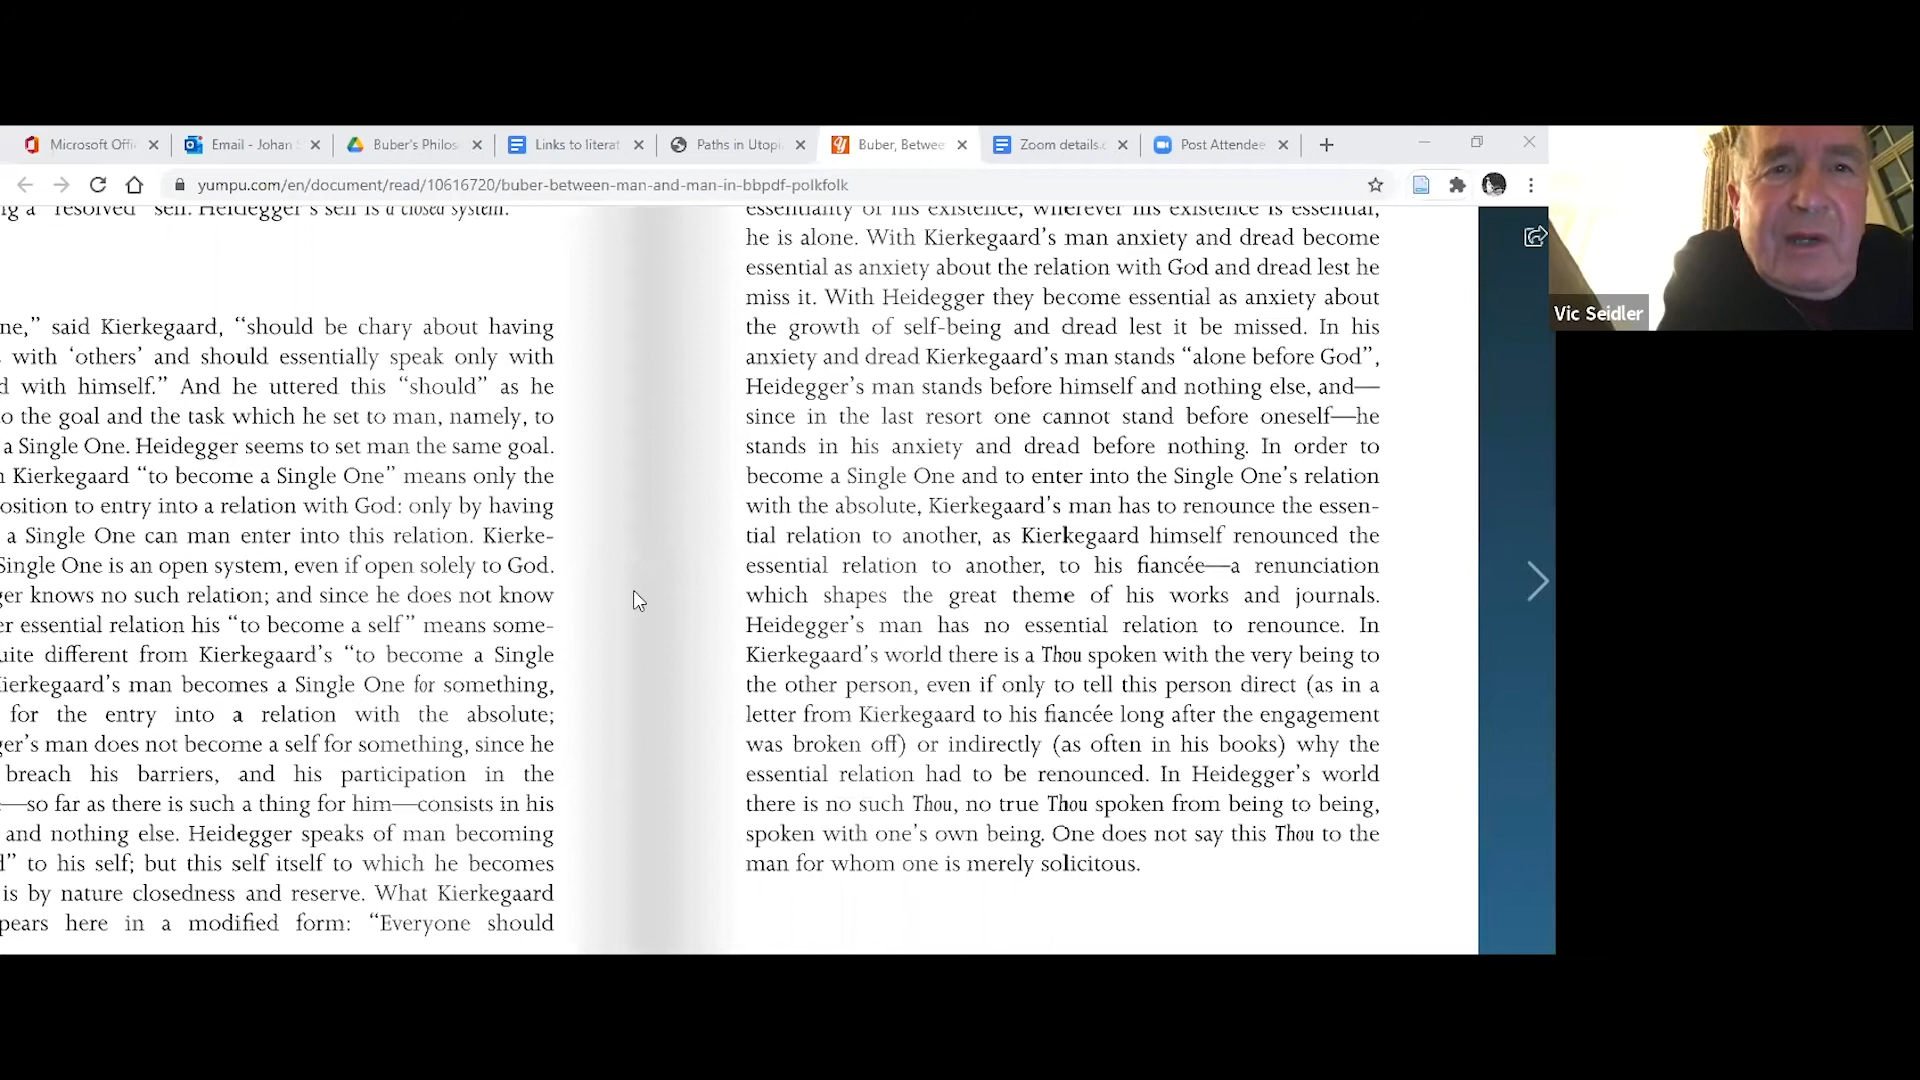 Microsoft Offi
Email - Johan S
Buber's Philos
Links to literat
Paths in Utopi
Buber, Betwee
Zoom details.c
Post Attendee
yumpu.com/en/document/read/10616720/buber-between-man-and-man-in-bbpdf-polkfolk
ng a "resolved" self. Heidegger's self is a closed system.
ne," said Kierkegaard, "should be chary about having
with 'others' and should essentially speak only with
d with himself." And he uttered this "should" as he
o the goal and the task which he set to man, namely, to
a Single One. Heidegger seems to set man the same goal.
Kierkegaard "to become a Single One" means only the
osition to entry into a relation with God: only by having
a Single One can man enter into this relation. Kierke-
Single One is an open system, even if open solely to God.
er knows no such relation; and since he does not know
er essential relation his "to become a self" means some-
uite different from Kierkegaard's "to become a Single
ierkegaard's man becomes a Single One for something,
for the entry into a relation with the absolute;
ger's man does not become a self for something, since he
breach his barriers, and his participation in the
—so far as there is such a thing for him—consists in his
and nothing else. Heidegger speaks of man becoming
d" to his self; but this self itself to which he becomes
is by nature closedness and reserve. What Kierkegaard
pears here in a modified form: "Everyone should
essentiality of his existence, wherever his existence is essential,
he is alone. With Kierkegaard's man anxiety and dread become
essential as anxiety about the relation with God and dread lest he
miss it. With Heidegger they become essential as anxiety about
the growth of self-being and dread lest it be missed. In his
anxiety and dread Kierkegaard's man stands "alone before God",
Heidegger's man stands before himself and nothing else, and—
since in the last resort one cannot stand before oneself—he
stands in his anxiety and dread before nothing. In order to
become a Single One and to enter into the Single One's relation
with the absolute, Kierkegaard's man has to renounce the essen-
tial relation to another, as Kierkegaard himself renounced the
essential relation to another, to his fiancée—a renunciation
which shapes the great theme of his works and journals.
Heidegger's man has no essential relation to renounce. In
Kierkegaard's world there is a Thou spoken with the very being to
the other person, even if only to tell this person direct (as in a
letter from Kierkegaard to his fiancée long after the engagement
was broken off) or indirectly (as often in his books) why the
essential relation had to be renounced. In Heidegger's world
there is no such Thou, no true Thou spoken from being to being,
spoken with one's own being. One does not say this Thou to the
man for whom one is merely solicitous.
Vic Seidler